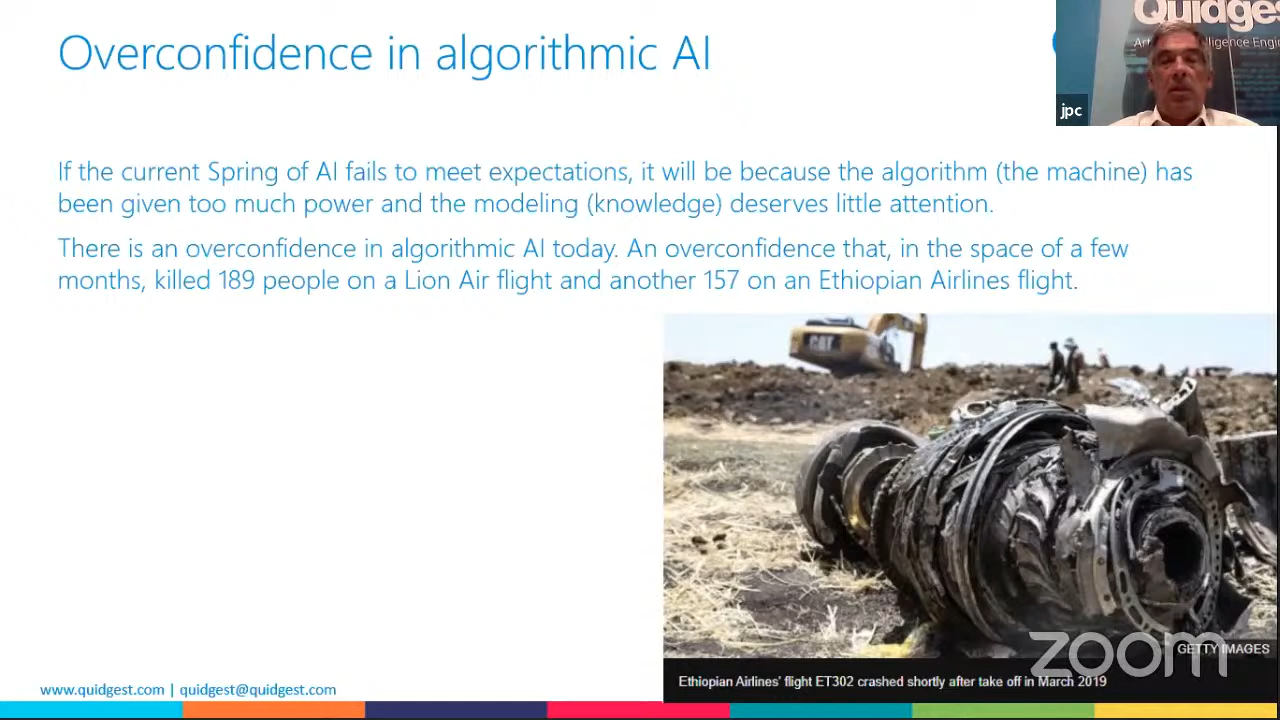 Overconfidence in algorithmic AI
Quidges
jpc
If the current Spring of AI fails to meet expectations, it will be because the algorithm (the machine) has
been given too much power and the modeling (knowledge) deserves little attention.
There is an overconfidence in algorithmic AI today. An overconfidence that, in the space of a few
months, killed 189 people on a Lion Air flight and another 157 on an Ethiopian Airlines flight.
CAT
zoom
GETTY IMAGES
Ethiopian Airlines' flight ET302 crashed shortly after take off in March 2019
www.quidgest.com | quidgest@quidgest.com